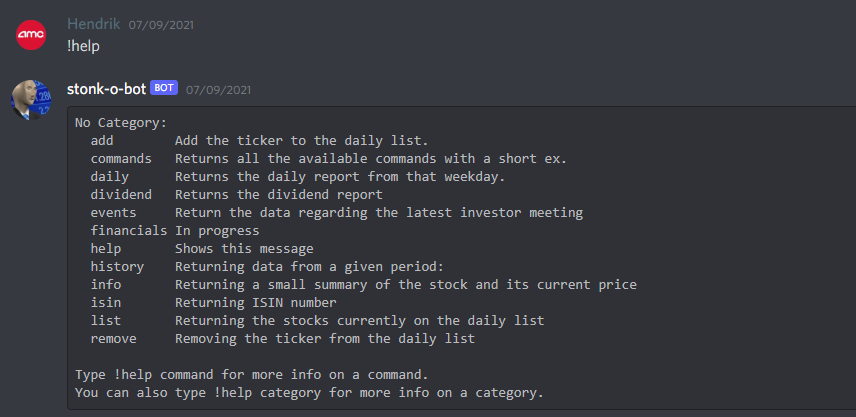 amc
Hendrik 07/09/2021
!help
stonk-o-bot BOT 07/09/2021
No Category:
  add        Add the ticker to the daily list.
  commands   Returns all the available commands with a short ex.
  daily      Returns the daily report from that weekday.
  dividend   Returns the dividend report
  events     Return the data regarding the latest investor meeting
  financials In progress
  help       Shows this message
  history    Returning data from a given period:
  info       Returning a small summary of the stock and its current price
  isin       Returning ISIN number
  list       Returning the stocks currently on the daily list
  remove     Removing the ticker from the daily list
Type !help command for more info on a command.
You can also type !help category for more info on a category.